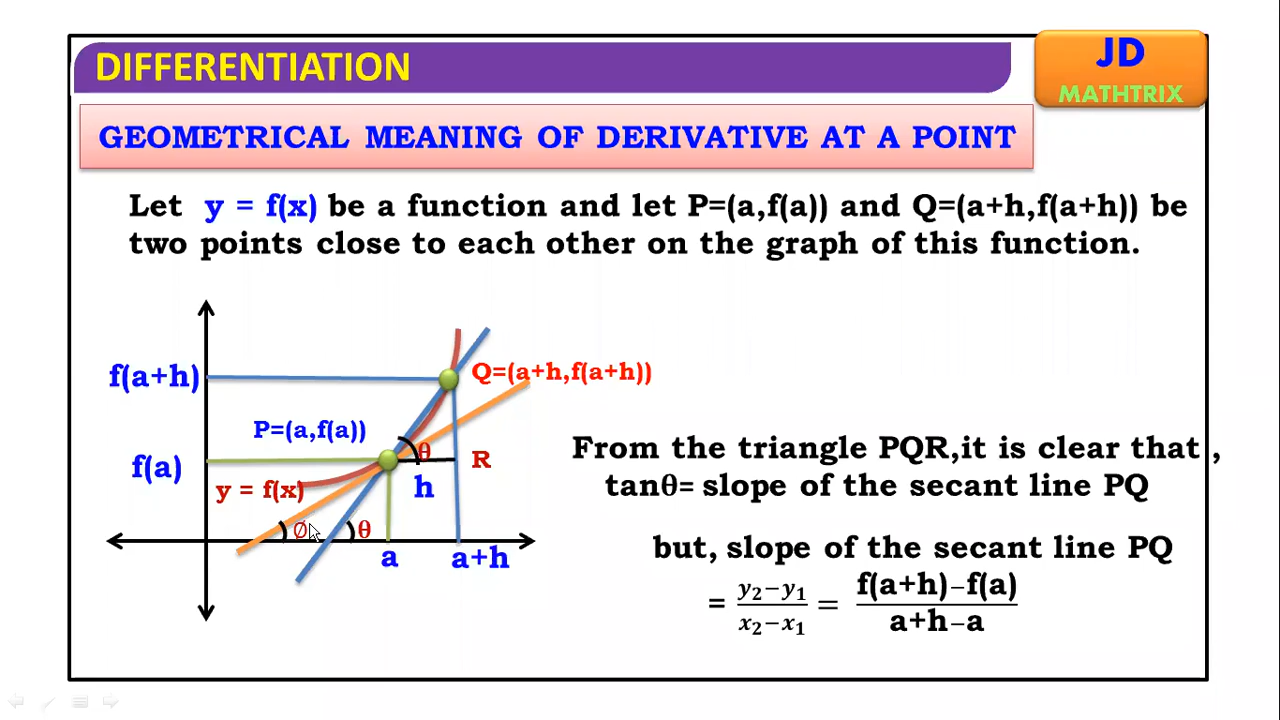 DIFFERENTIATION
JD
MATHTRIX
GEOMETRICAL MEANING OF DERIVATIVE AT A POINT
Let y = f(x) be a function and let P=(a,f(a)) and Q=(a+h,f(a+h)) be
two points close to each other on the graph of this function.
f(a+h)
Q=(a+h,f(a+h))
P=(a,f(a))
f(a)
θ
R
y = f(x)
h
Ø
θ
a
a+h
From the triangle PQR,it is clear that ,
tanθ= slope of the secant line PQ
but, slope of the secant line PQ
= y₂−y₁/x₂−x₁ = f(a+h)−f(a)/a+h−a